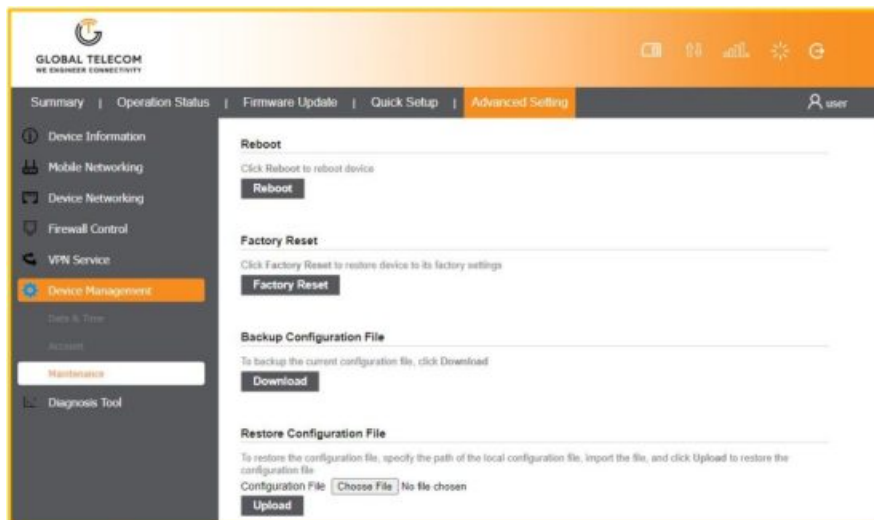 GLOBAL TELECOM
WE ENGINEER CONNECTIVITY
Summary | Operation Status | Firmware Update | Quick Setup | Advanced Setting
user
Device Information
Mobile Networking
Device Networking
Firewall Control
VPN Service
Device Management
Date & Time
Account
Maintenance
Diagnosis Tool
Reboot
Click Reboot to reboot device
Reboot
Factory Reset
Click Factory Reset to restore device to its factory settings
Factory Reset
Backup Configuration File
To backup the current configuration file, click Download
Download
Restore Configuration File
To restore the configuration file, specify the path of the local configuration file, import the file, and click Upload to restore the
configuration file
Configuration File Choose File No file chosen
Upload